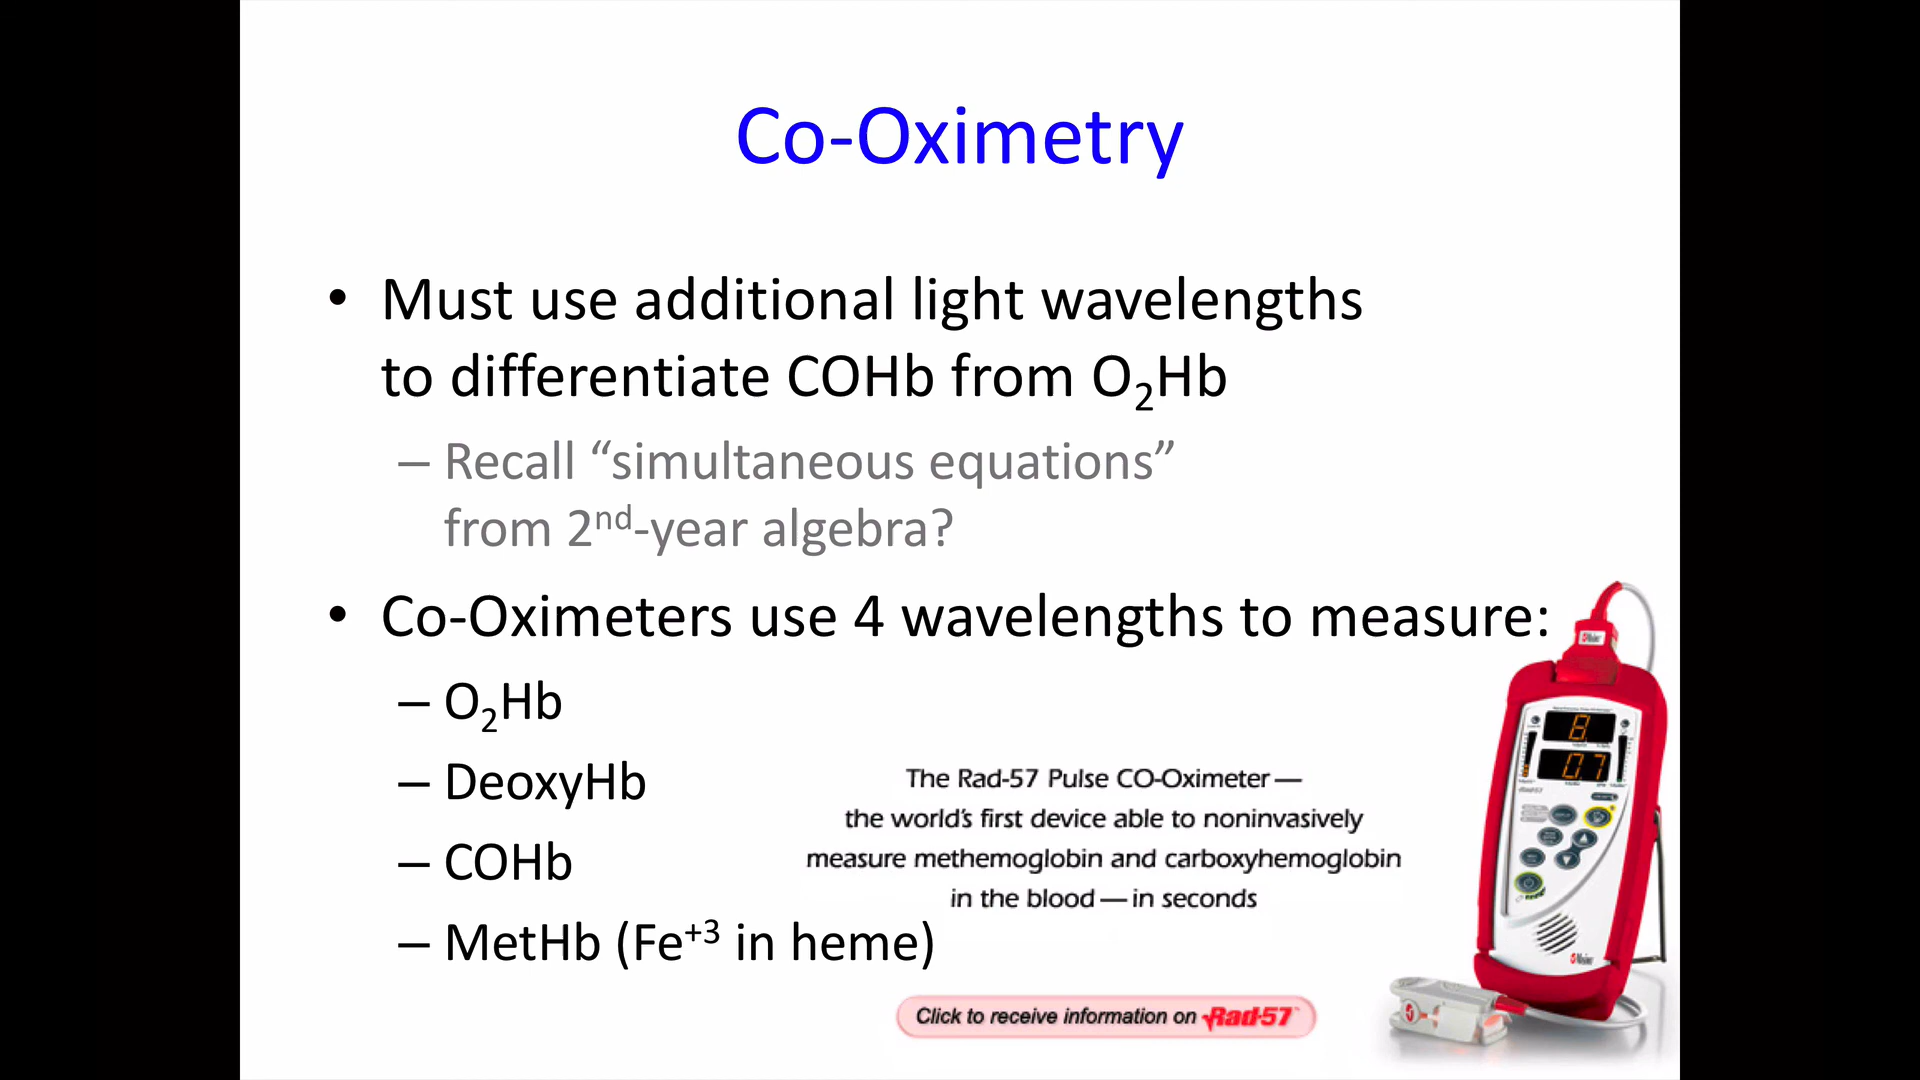 Co-Oximetry
• Must use additional light wavelengths
to differentiate COHb from O₂Hb
– Recall “simultaneous equations”
from 2ⁿᵈ-year algebra?
• Co-Oximeters use 4 wavelengths to measure:
– O₂Hb
– DeoxyHb
– COHb
– MetHb (Fe⁺³ in heme)
The Rad-57 Pulse CO-Oximeter—
the world's first device able to noninvasively
measure methemoglobin and carboxyhemoglobin
in the blood—in seconds
Click to receive information on Rad-57
8
07
Masimo